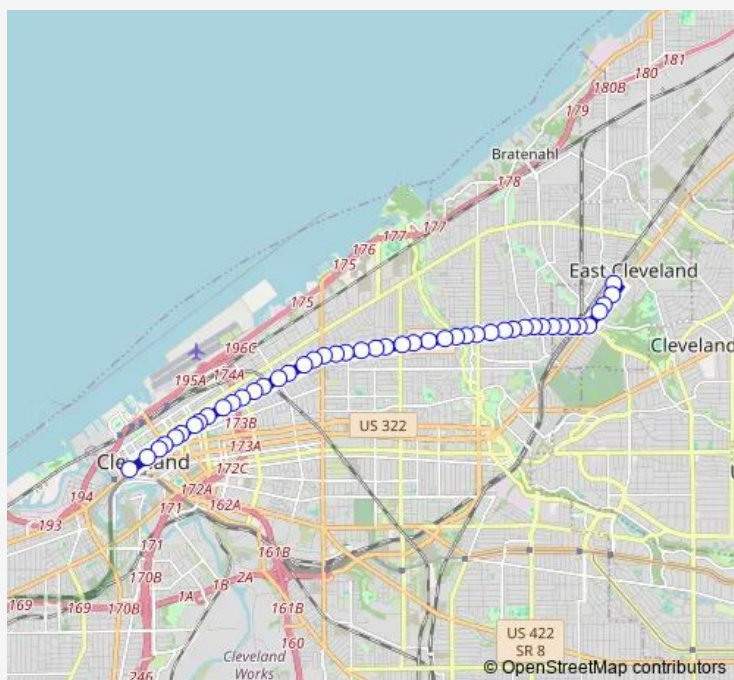 181
180
180B
179
Bratenahl
178
177
177
176
175
175
East Cleveland
196C
195A
174A
Cleveland
173B
US 322
173A
172C
Cleveland
194
172A
193
171
162A
171
161B
170B
2A
1B
1A
169
169
170B
161B
160
US 422
SR 8
Cleveland
Works
246
© OpenStreetMap contributors